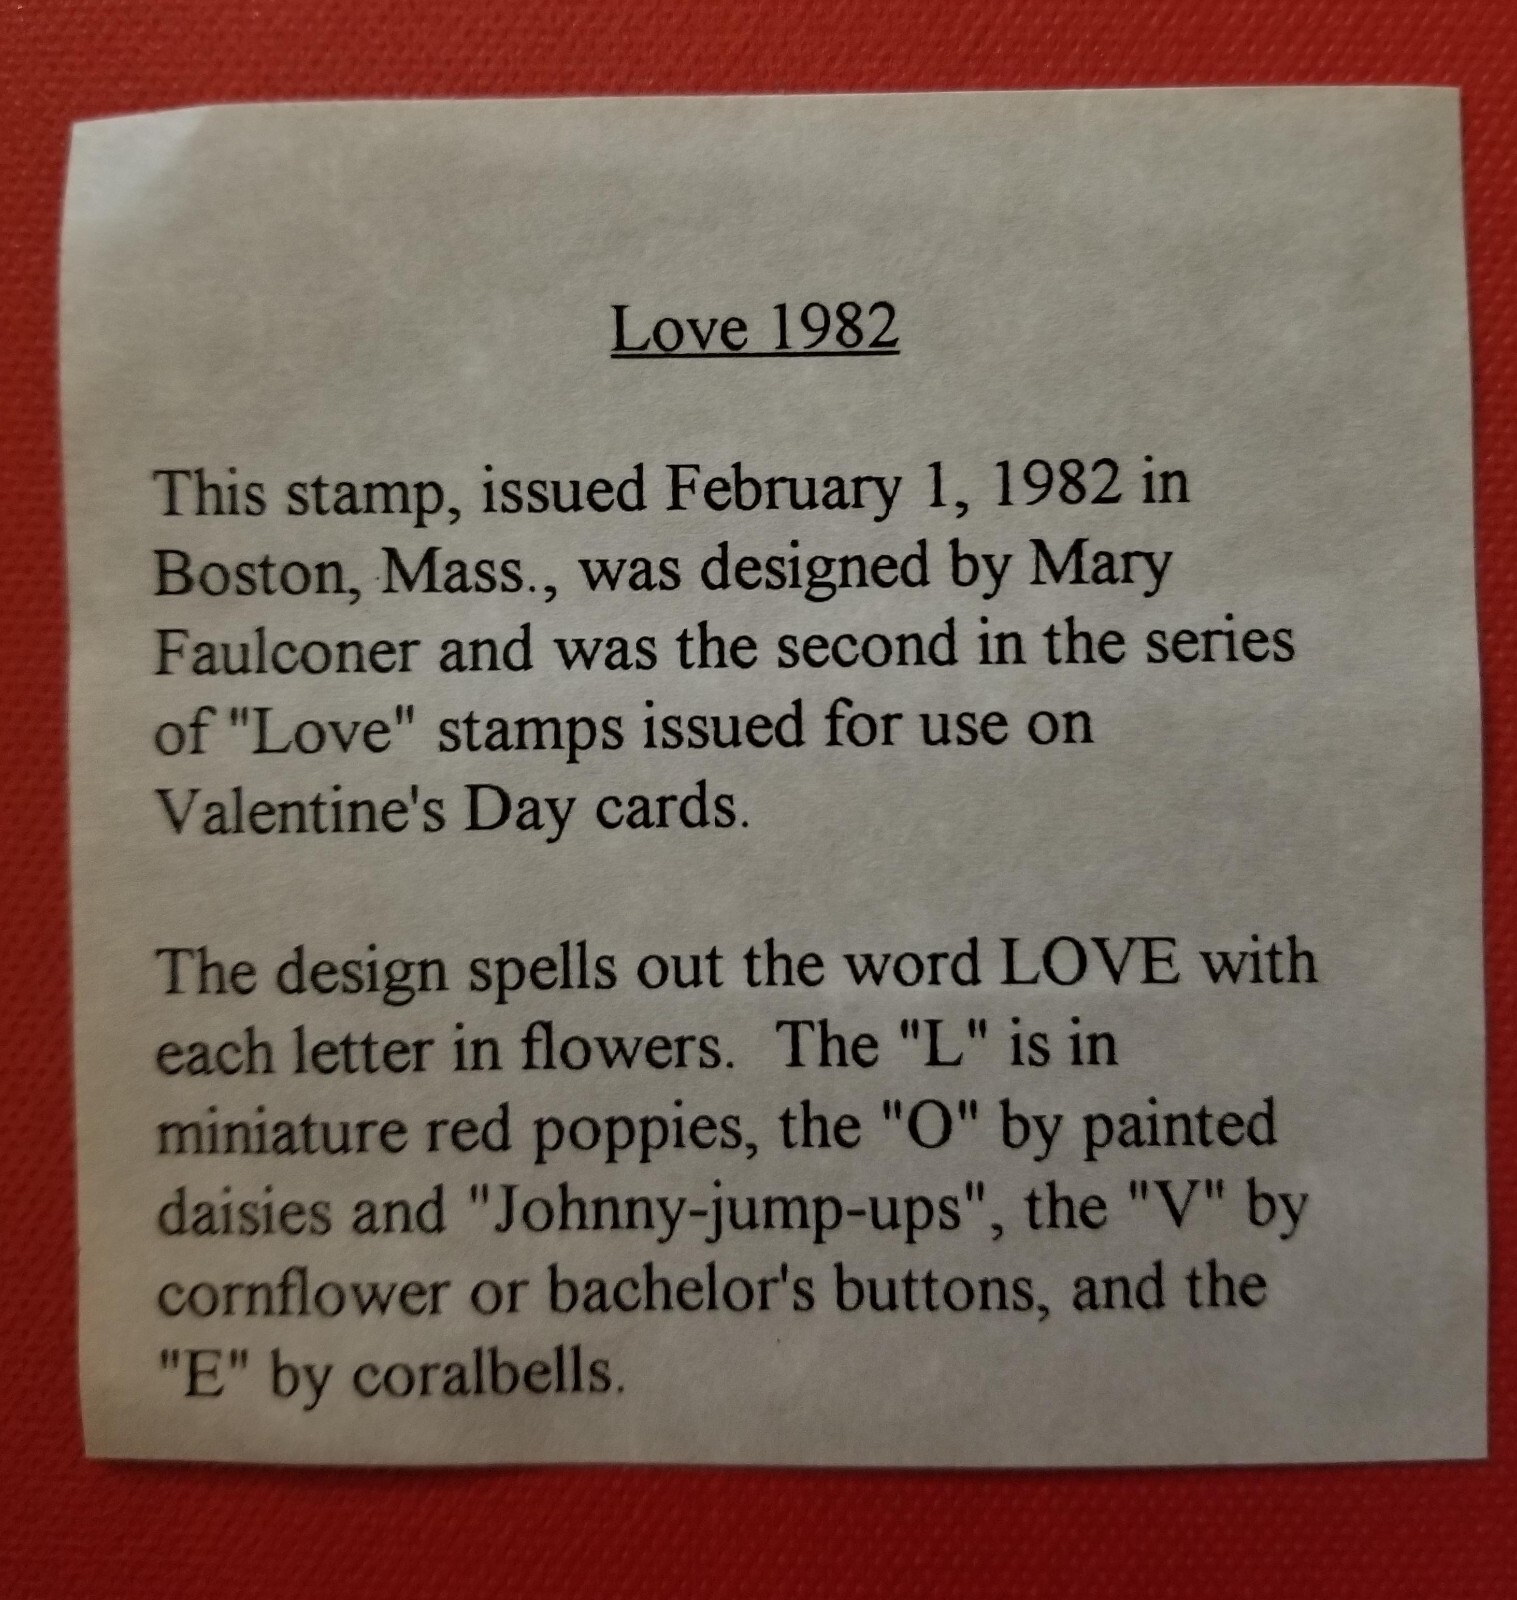 Love 1982
This stamp, issued February 1, 1982 in
Boston, Mass., was designed by Mary
Faulconer and was the second in the series
of "Love" stamps issued for use on
Valentine's Day cards.
The design spells out the word LOVE with
each letter in flowers.  The "L" is in
miniature red poppies, the "O" by painted
daisies and "Johnny-jump-ups", the "V" by
cornflower or bachelor's buttons, and the
"E" by coralbells.